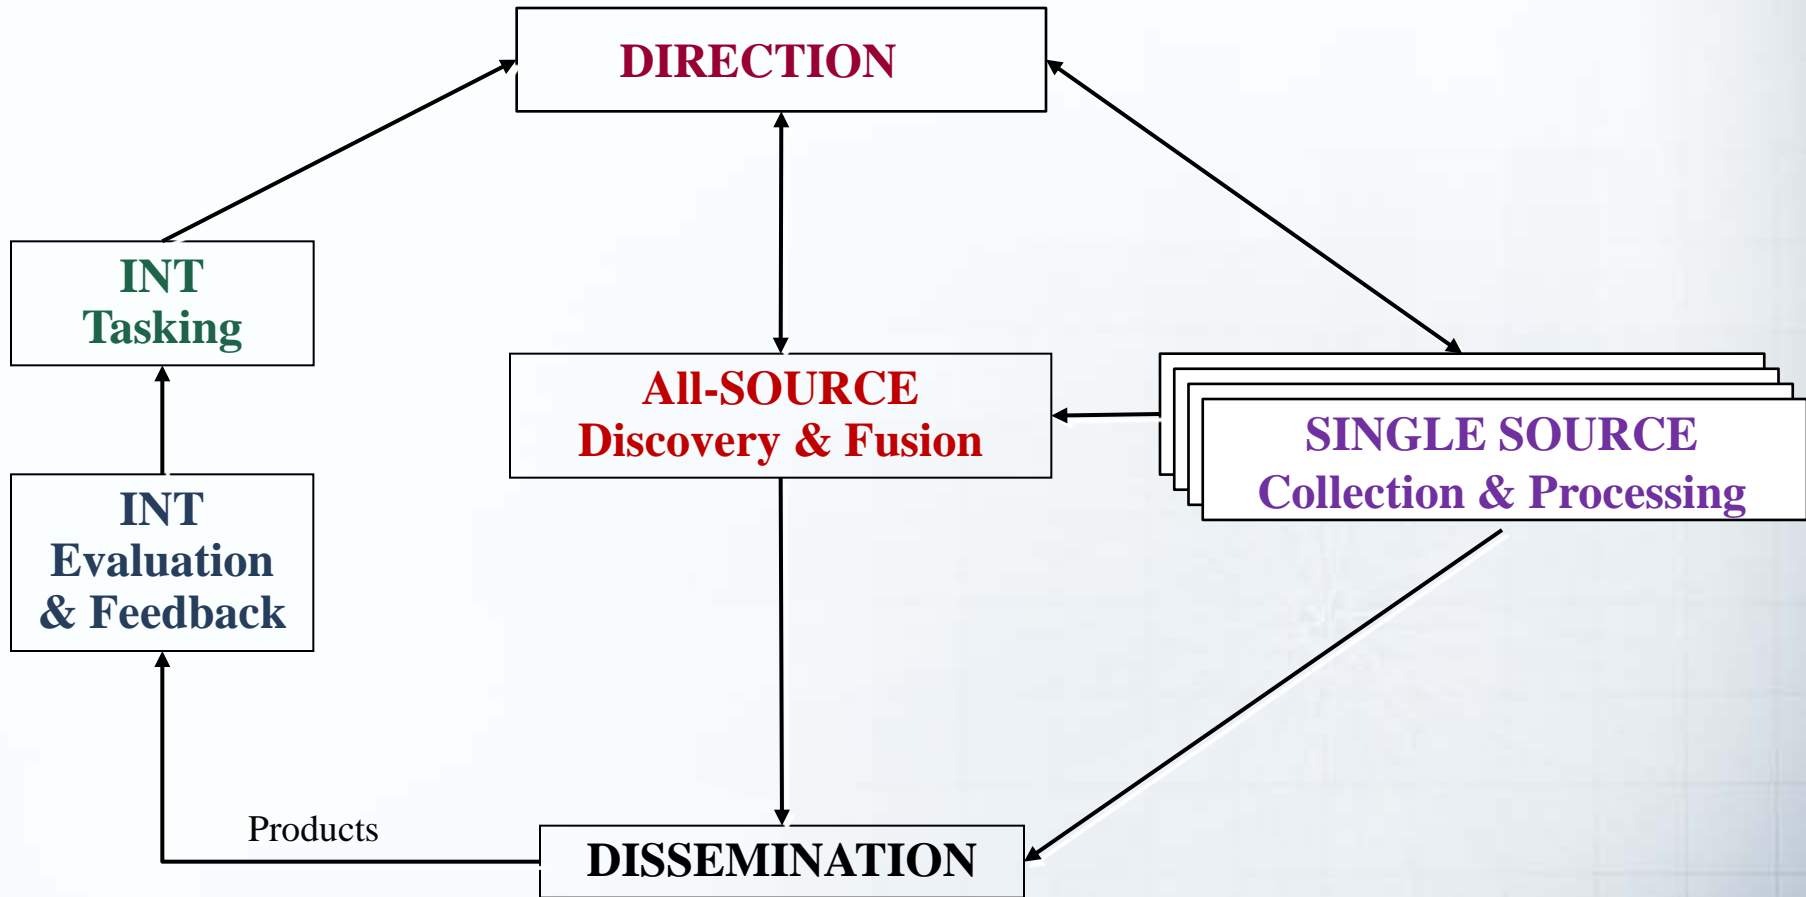 DIRECTION
INT
Tasking
All-SOURCE
Discovery & Fusion
SINGLE SOURCE
Collection & Processing
INT
Evaluation
& Feedback
Products
DISSEMINATION